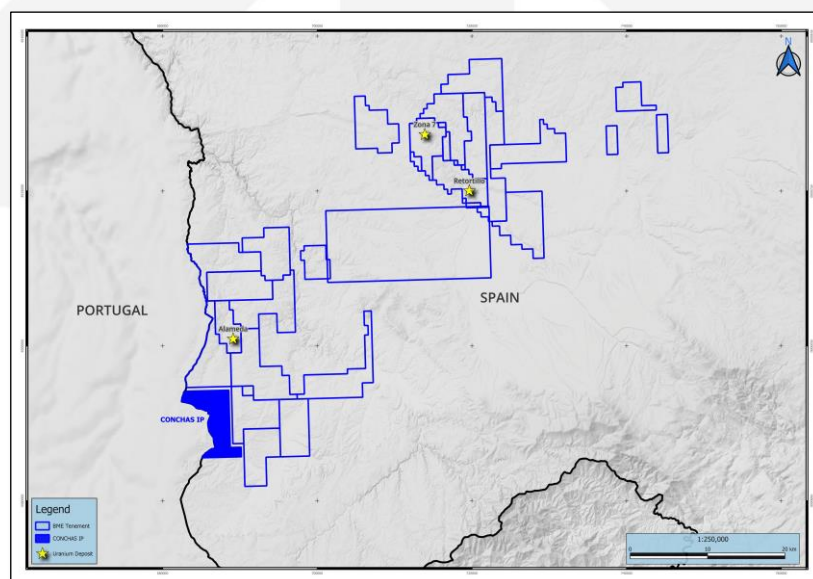 N
Zona 7
Retortillo
PORTUGAL
SPAIN
Alameda
CONCHAS IP
Legend
BME Tenement
CONCHAS IP
Uranium Deposit
1:250,000
0 10 20 km